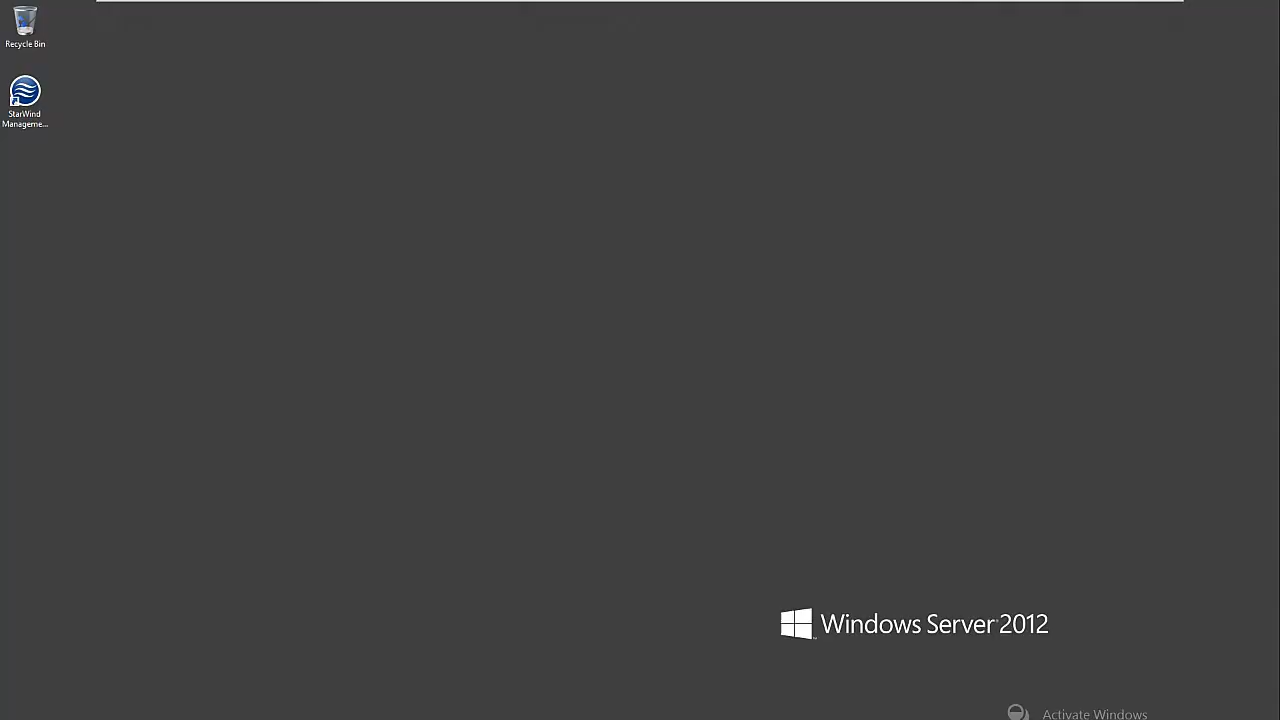 Recycle Bin
StarWind
Manageme...
Windows Server 2012
Activate Windows